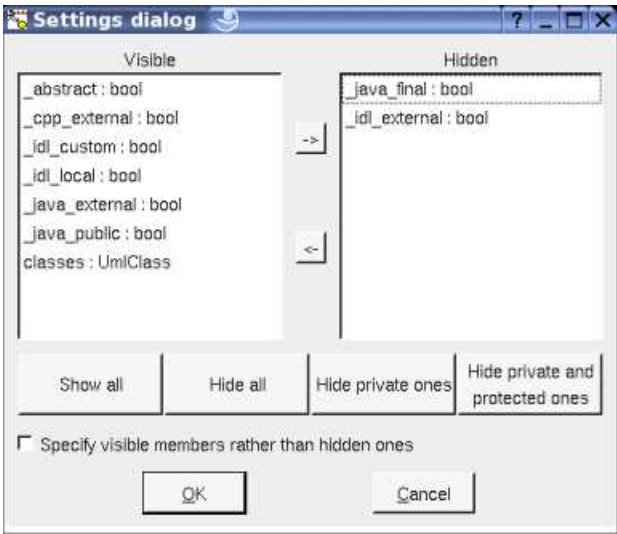 Settings dialog
Visible
Hidden
_abstract : bool
_cpp_external : bool
_idl_custom : bool
_idl_local : bool
_java_external : bool
_java_public : bool
classes : UmlClass
->
<-
_java_final : bool
_idl_external : bool
Show all
Hide all
Hide private ones
Hide private and
protected ones
Specify visible members rather than hidden ones
OK
Cancel